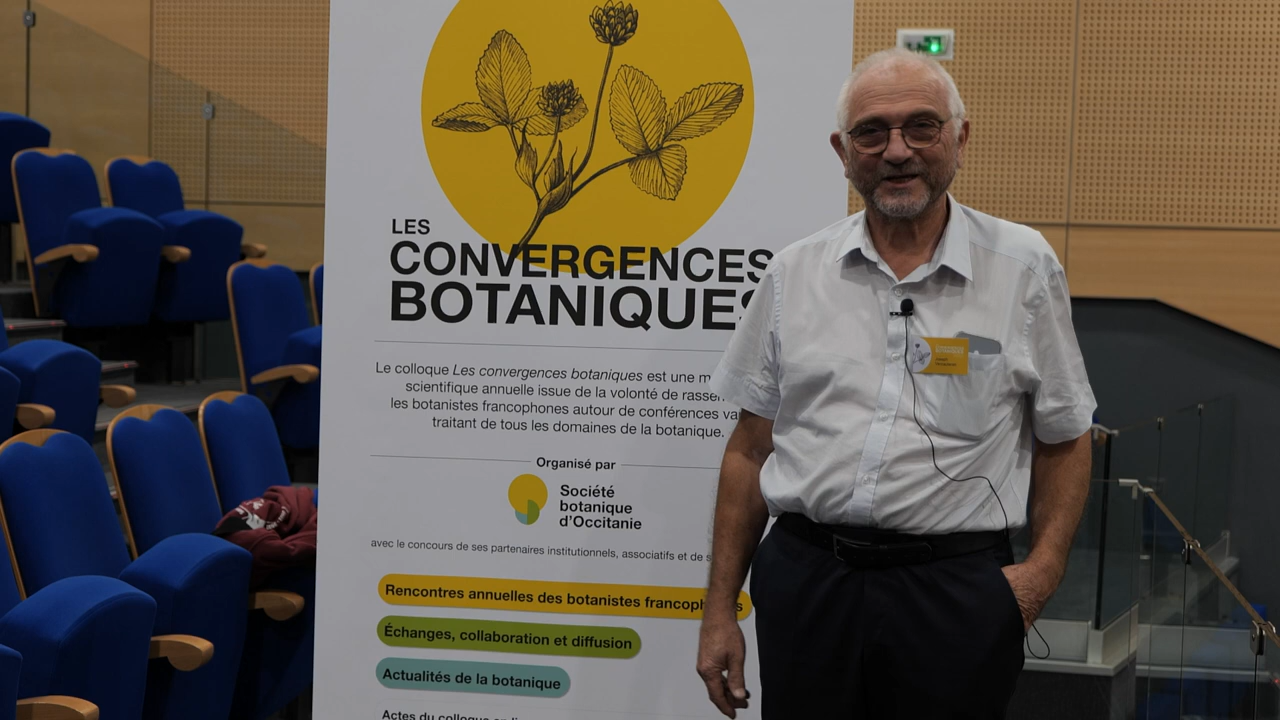 LES
CONVERGENCES
BOTANIQUES
Le colloque Les convergences botaniques est une m
scientifique annuelle issue de la volonté de rassem
les botanistes francophones autour de conférences va
traitant de tous les domaines de la botanique.
Organisé par
Société
botanique
d'Occitanie
avec le concours de ses partenaires institutionnels, associatifs et de s
Rencontres annuelles des botanistes francoph s
Échanges, collaboration et diffusion
Actualités de la botanique
Actes du colloque en li